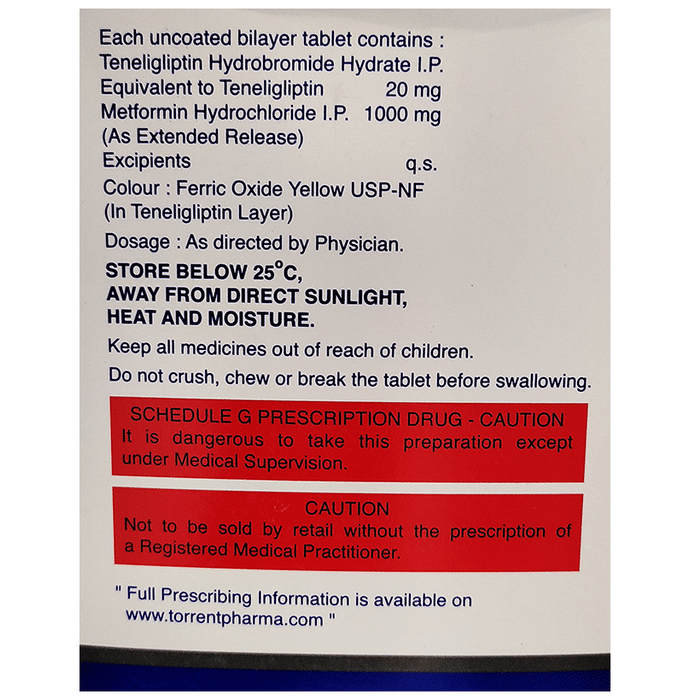 Each uncoated bilayer tablet contains :
Teneligliptin Hydrobromide Hydrate I.P.
Equivalent to Teneligliptin 20 mg
Metformin Hydrochloride I.P. 1000 mg
(As Extended Release)
Excipients q.s.
Colour : Ferric Oxide Yellow USP-NF
(In Teneligliptin Layer)
Dosage : As directed by Physician.
STORE BELOW 25°C,
AWAY FROM DIRECT SUNLIGHT,
HEAT AND MOISTURE.
Keep all medicines out of reach of children.
Do not crush, chew or break the tablet before swallowing.
SCHEDULE G PRESCRIPTION DRUG - CAUTION
It is dangerous to take this preparation except
under Medical Supervision.
CAUTION
Not to be sold by retail without the prescription of
a Registered Medical Practitioner.
" Full Prescribing Information is available on
www.torrentpharma.com "